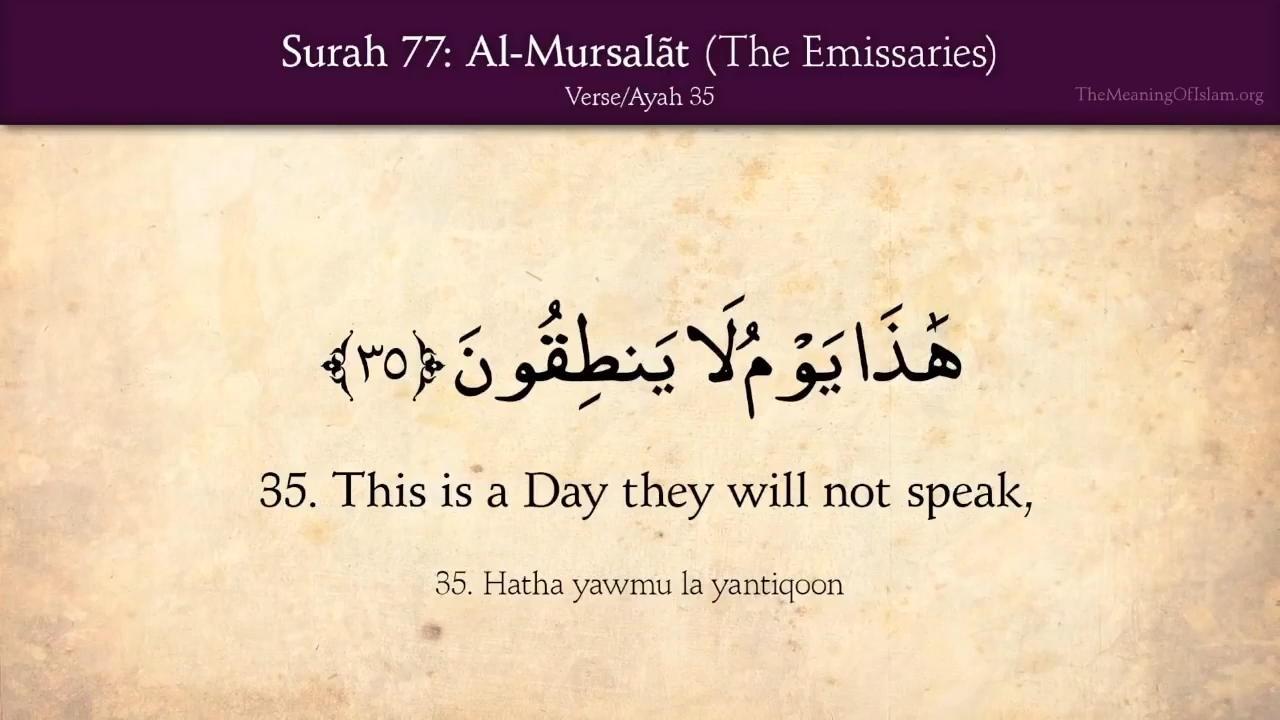 Surah 77: Al-Mursalãt (The Emissaries)
Verse/Ayah 35
TheMeaningOfIslam.org
هَٰذَا يَوْمُ لَا يَنطِقُونَ ﴿٣٥﴾
35. This is a Day they will not speak,
35. Hatha yawmu la yantiqoon